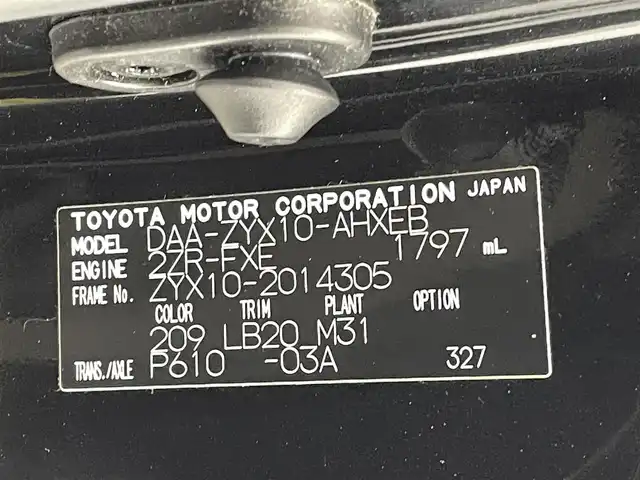 TOYOTA MOTOR CORPORATION JAPAN
MODEL DAA-ZYX10-AHXEB
ENGINE 2ZR-FXE 1797 mL
FRAME No. ZYX10-2014305
COLOR TRIM PLANT OPTION
209 LB20 M31
TRANS./AXLE P610 -03A 327